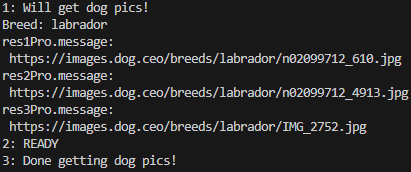 1: Will get dog pics!
Breed: labrador
res1Pro.message:
 https://images.dog.ceo/breeds/labrador/n02099712_610.jpg
res2Pro.message:
 https://images.dog.ceo/breeds/labrador/n02099712_4913.jpg
res3Pro.message:
 https://images.dog.ceo/breeds/labrador/IMG_2752.jpg
2: READY
3: Done getting dog pics!